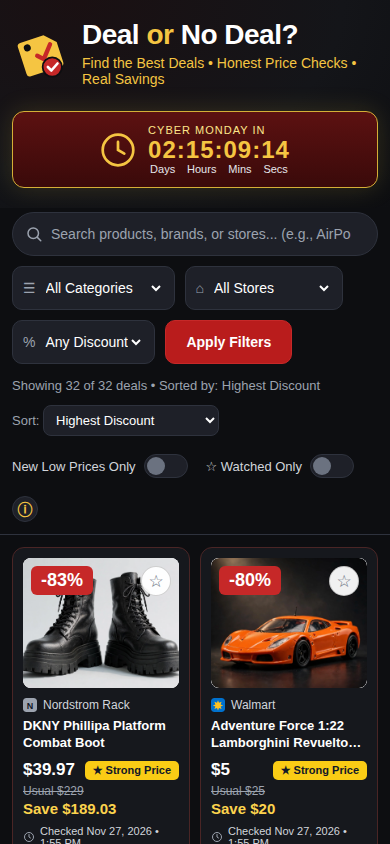 Deal or No Deal?
Find the Best Deals • Honest Price Checks •
Real Savings
CYBER MONDAY IN
02:15:09:14
Days Hours Mins Secs
Search products, brands, or stores... (e.g., AirPo
☰ All Categories
⌂ All Stores
% Any Discount
Apply Filters
Showing 32 of 32 deals • Sorted by: Highest Discount
Sort: Highest Discount
New Low Prices Only
☆ Watched Only
ⓘ
-83%
☆
N Nordstrom Rack
DKNY Phillipa Platform
Combat Boot
$39.97
★ Strong Price
Usual $229
Save $189.03
Checked Nov 27, 2026 •
1:55 PM
-80%
☆
Walmart
Adventure Force 1:22
Lamborghini Revuelto…
$5
★ Strong Price
Usual $25
Save $20
Checked Nov 27, 2026 •
1:55 PM